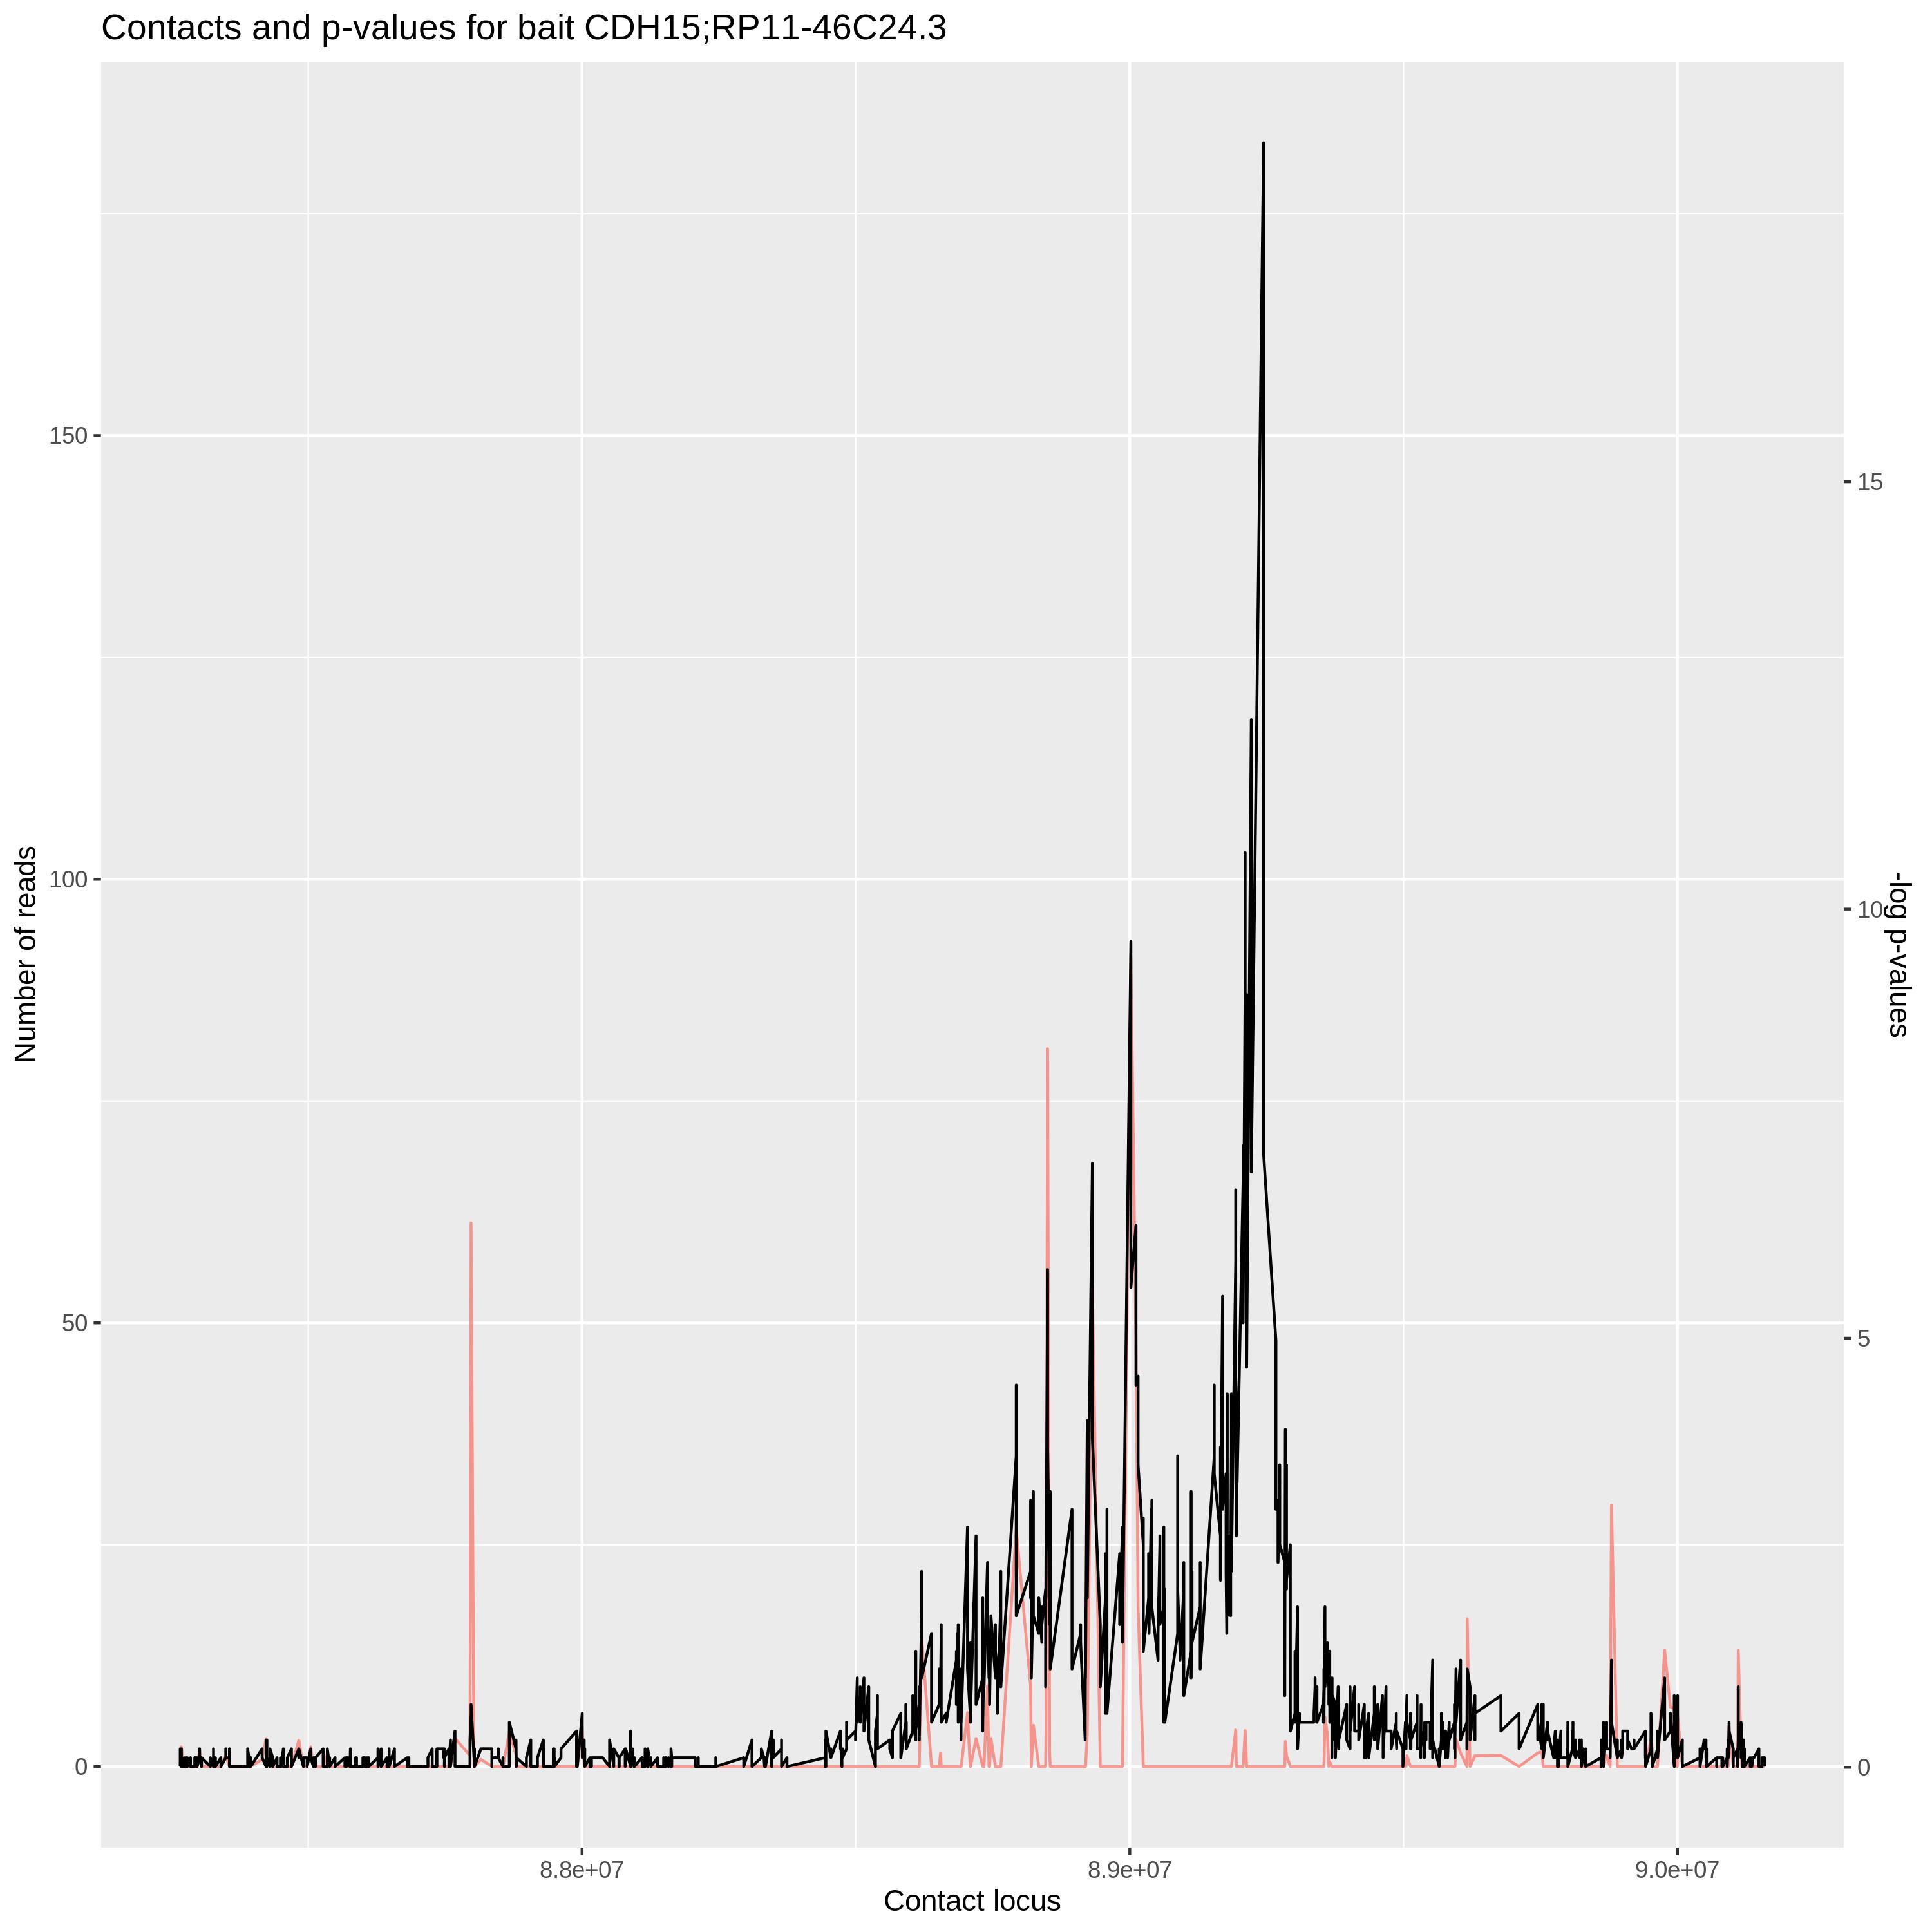 Contacts and p-values for bait CDH15;RP11-46C24.3
Number of reads
150
100
50
0
15
10
5
0
-log p-values
8.8e+07 8.9e+07 9.0e+07
Contact locus